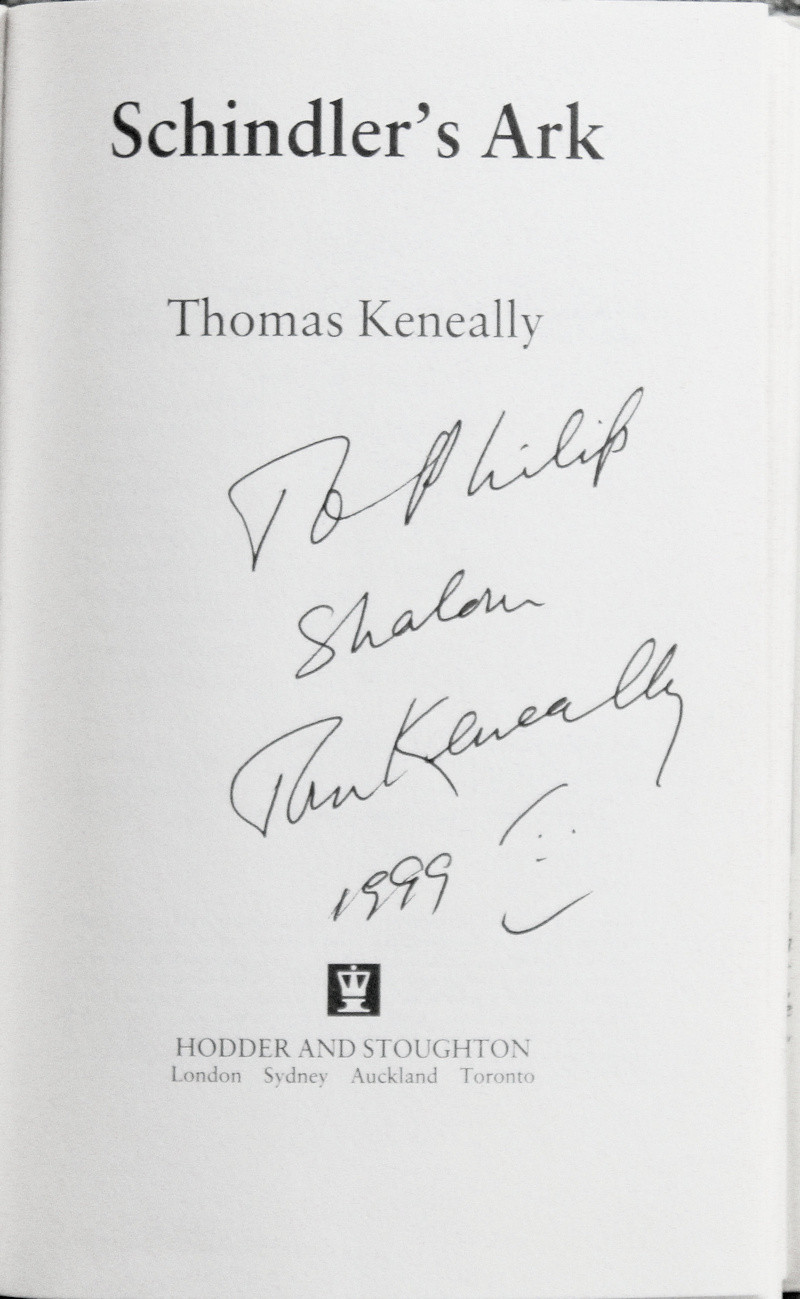 Schindler's Ark
Thomas Keneally
To Philip
Shalom
Tom Keneally
1999
HODDER AND STOUGHTON
London Sydney Auckland Toronto